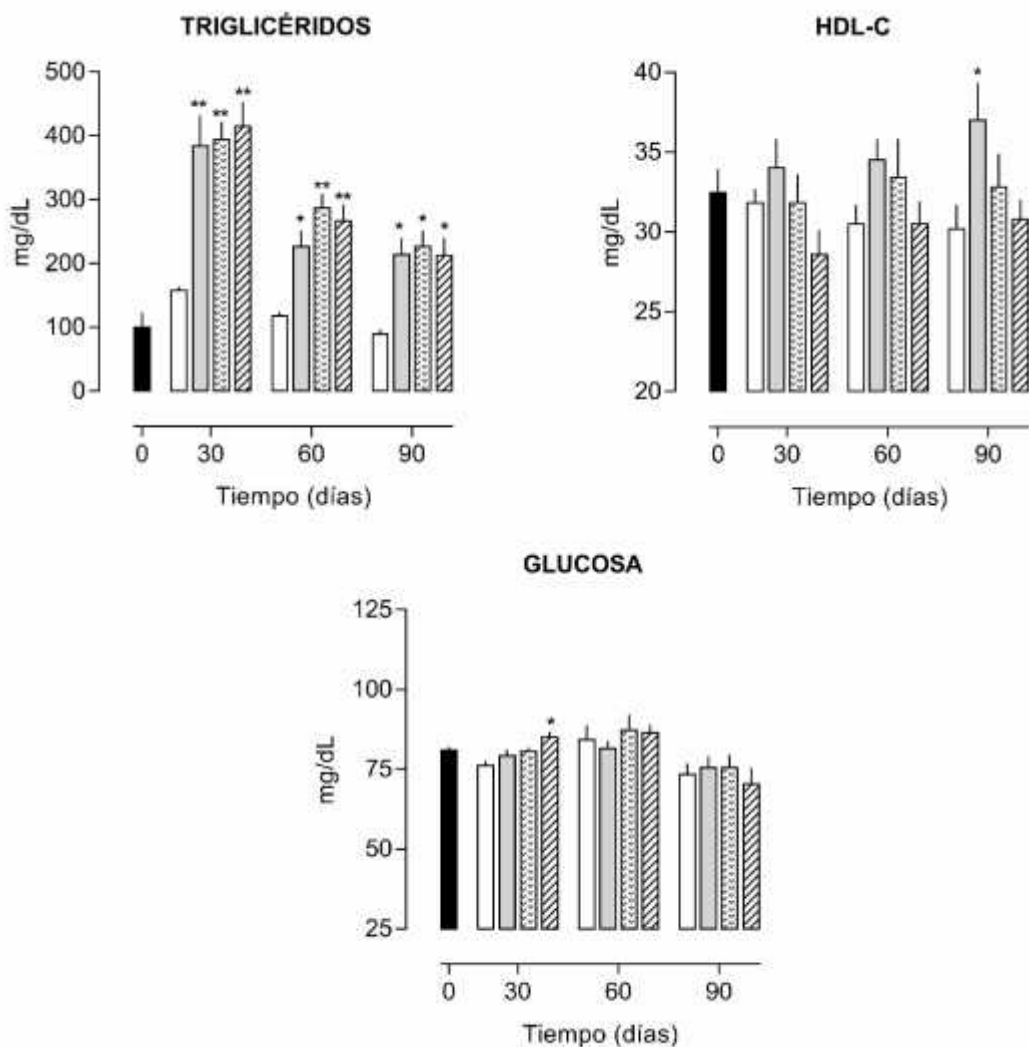 TRIGLICÉRIDOS
500
400
300
200
100
0
mg/dL
** ** **
* ** **
* * *
0 30 60 90
Tiempo (días)
HDL-C
40
35
30
25
20
mg/dL
*
0 30 60 90
Tiempo (días)
GLUCOSA
125
100
75
50
25
mg/dL
*
0 30 60 90
Tiempo (días)